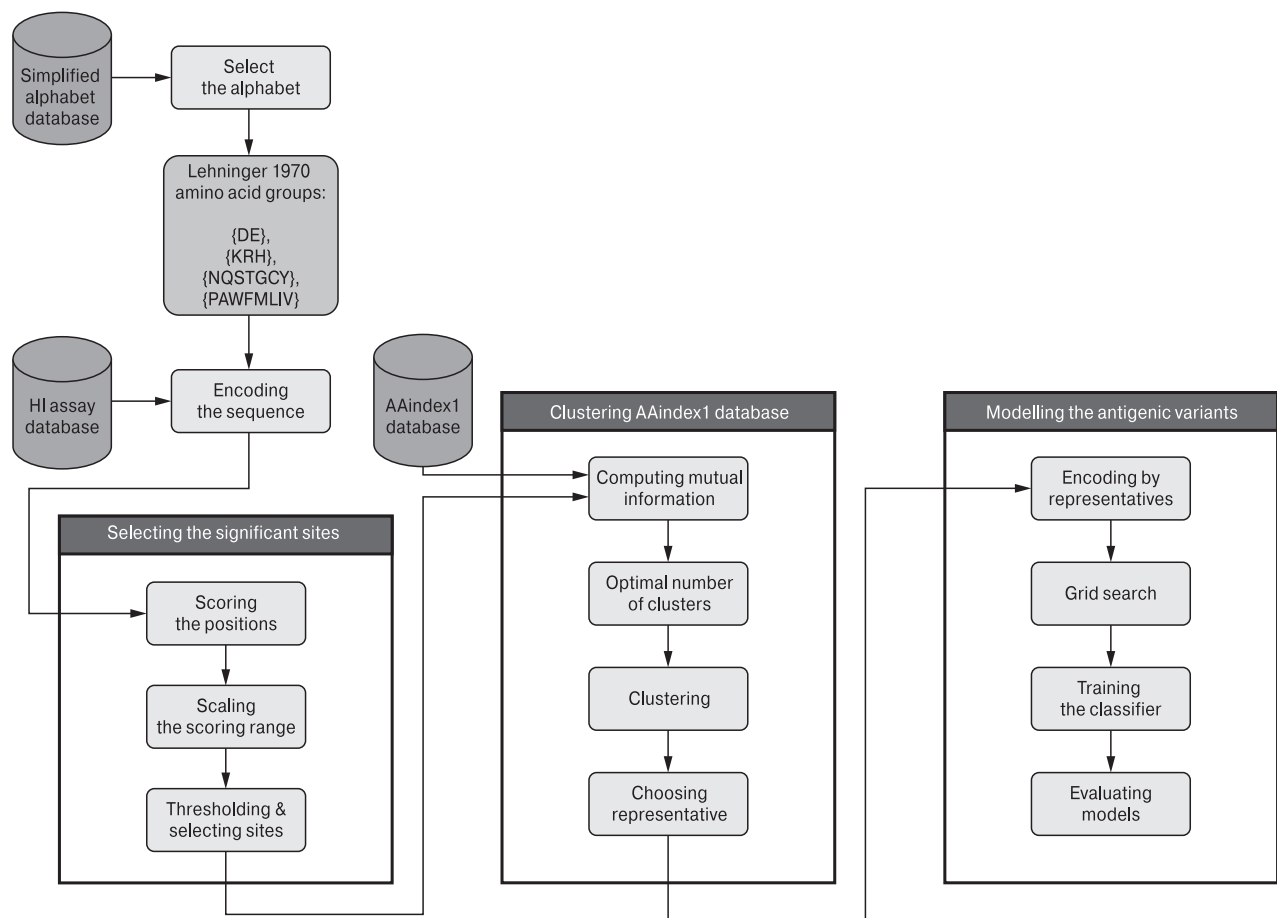 Simplified
alphabet
database
Select
the alphabet
Lehninger 1970
amino acid groups:
{DE},
{KRH},
{NQSTGCY},
{PAWFMLIV}
HI assay
database
Encoding
the sequence
Selecting the significant sites
Scoring
the positions
Scaling
the scoring range
Thresholding &
selecting sites
AAindex1
database
Clustering AAindex1 database
Computing mutual
information
Optimal number
of clusters
Clustering
Choosing
representative
Modelling the antigenic variants
Encoding by
representatives
Grid search
Training
the classifier
Evaluating
models